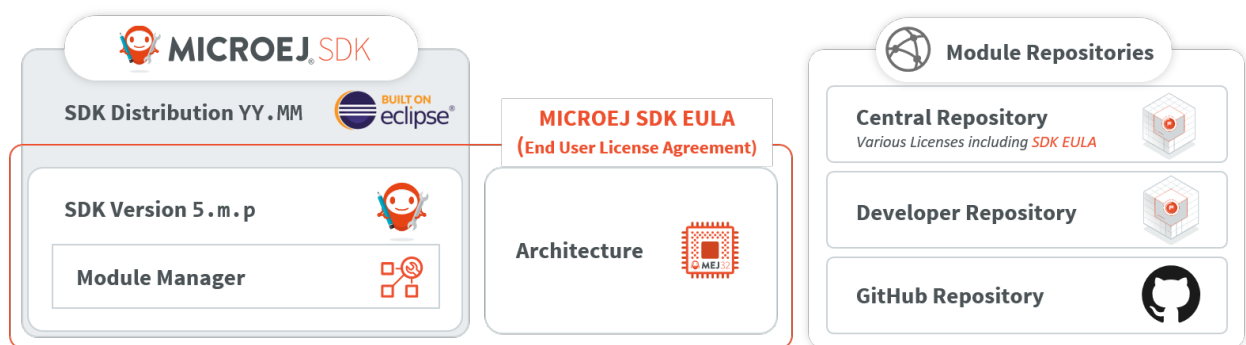 MICROEJ® SDK
SDK Distribution YY.MM
BUILT ON
eclipse®
MICROEJ SDK EULA
(End User License Agreement)
SDK Version 5.m.p
Module Manager
Architecture
MEJ32
Module Repositories
Central Repository
Various Licenses including SDK EULA
Developer Repository
GitHub Repository